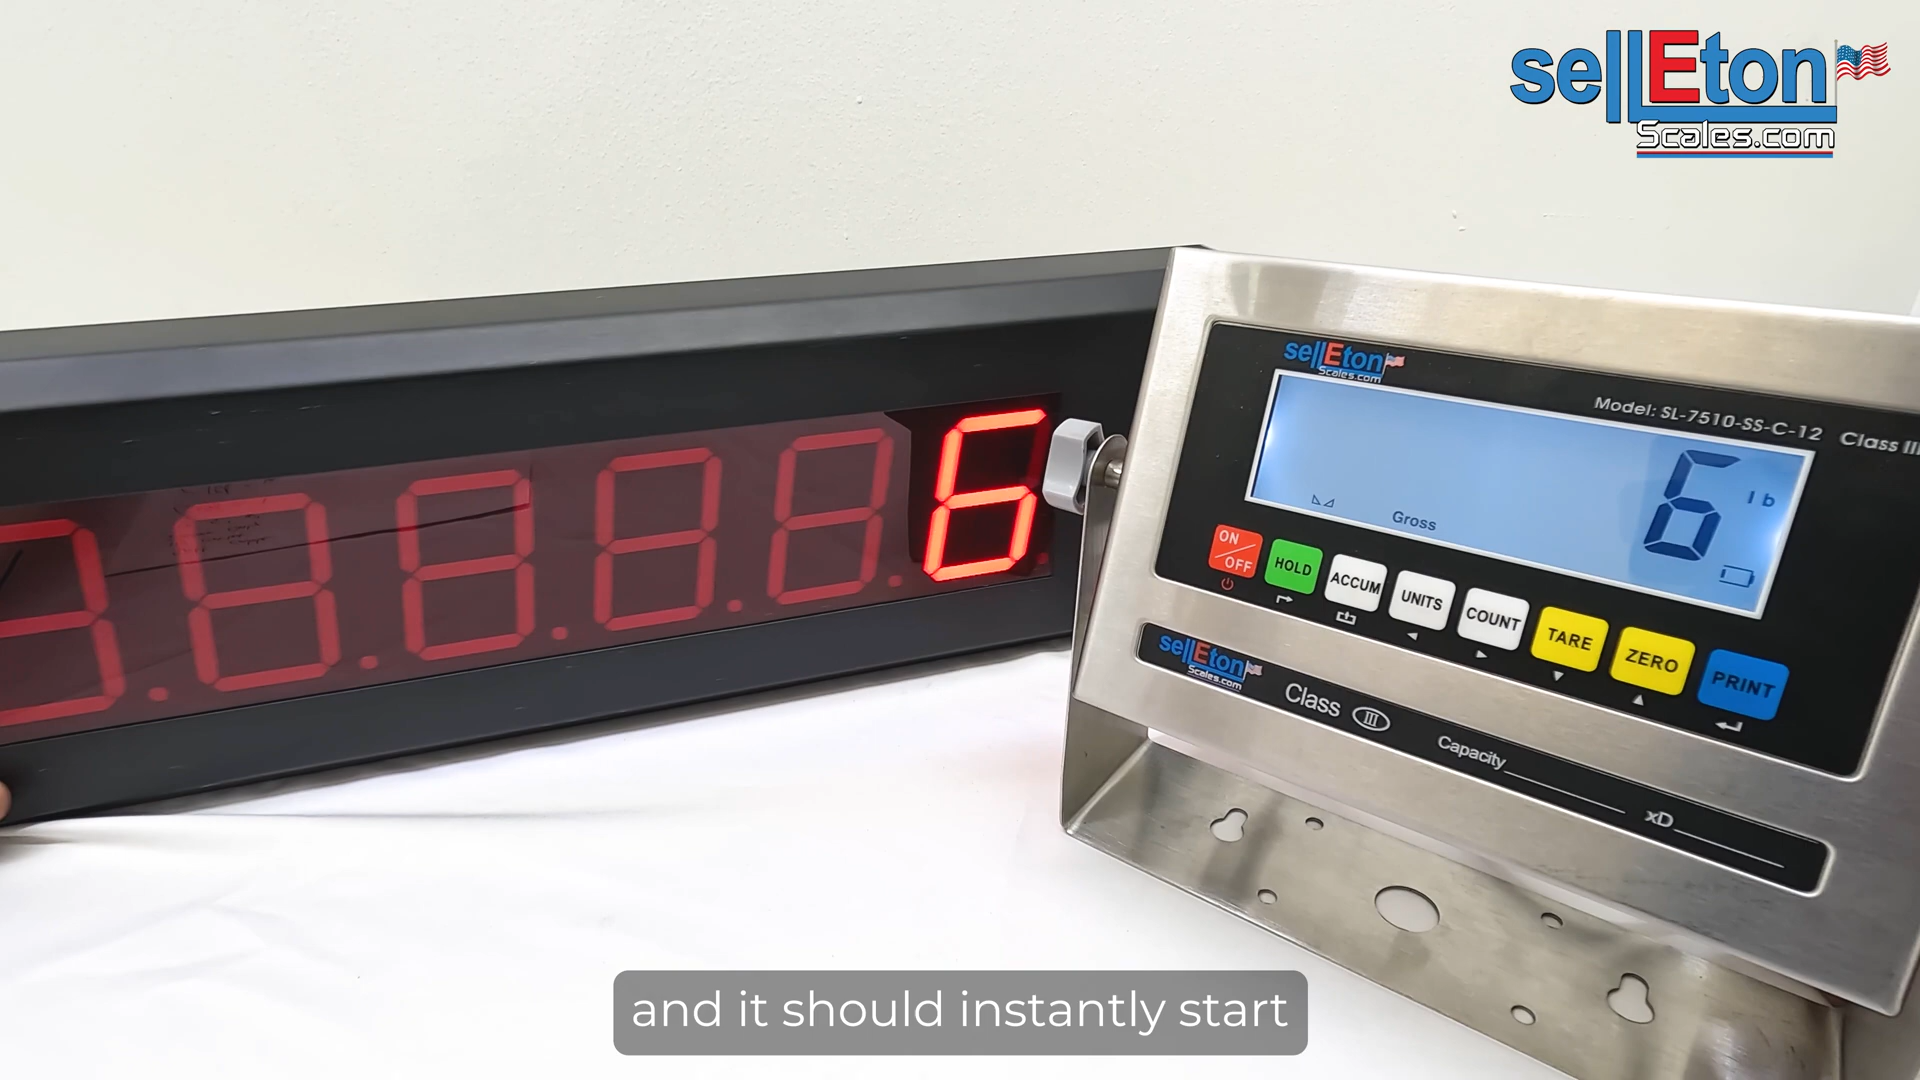 sellEton
Scales.com
sellEton
Scales.com
Model: SL-7510-SS-C-12 Class III
6 lb
Gross
6
ON
OFF
HOLD
ACCUM
UNITS
COUNT
TARE
ZERO
PRINT
sellEton
Scales.com
Class III
Capacity
xD
and it should instantly start